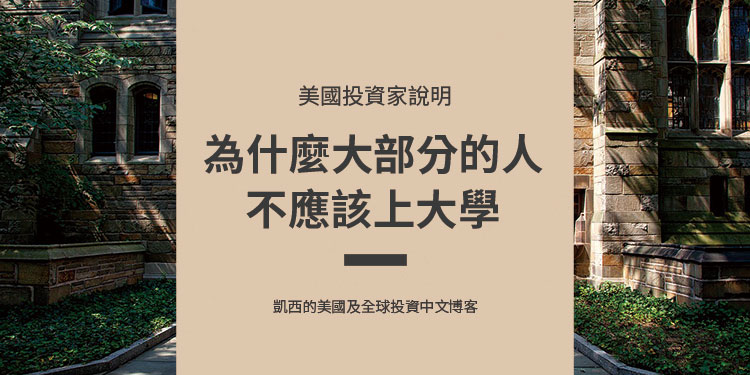 美國投資家說明
為什麼大部分的人
不應該上大學
凱西的美國及全球投資中文博客